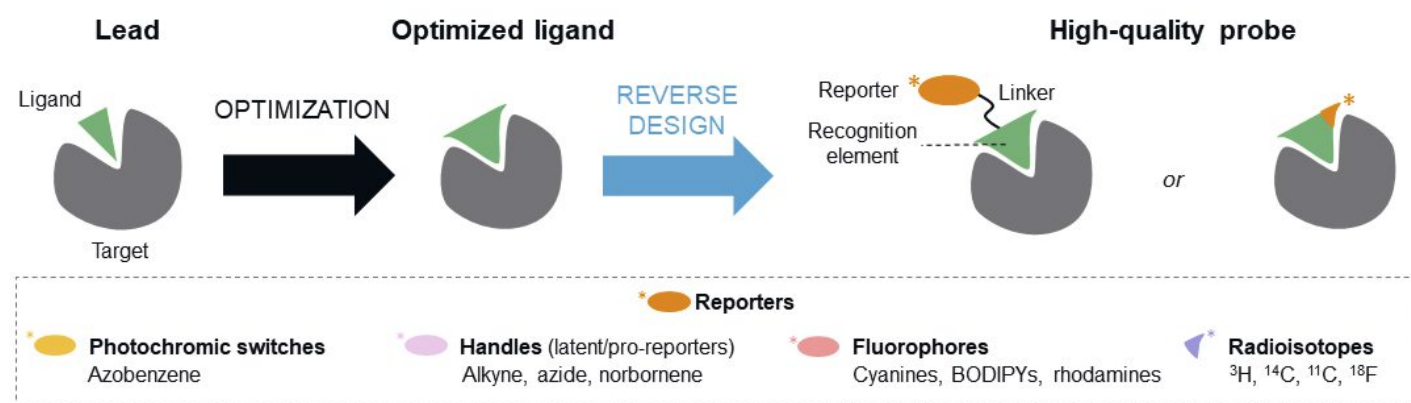 Lead
Optimized ligand
High-quality probe
Ligand
OPTIMIZATION
REVERSE
DESIGN
Reporter
*
Linker
Recognition
element
*
or
Target
* Reporters
* Photochromic switches
Azobenzene
* Handles (latent/pro-reporters)
Alkyne, azide, norbornene
* Fluorophores
Cyanines, BODIPYs, rhodamines
* Radioisotopes
³H, ¹⁴C, ¹¹C, ¹⁸F